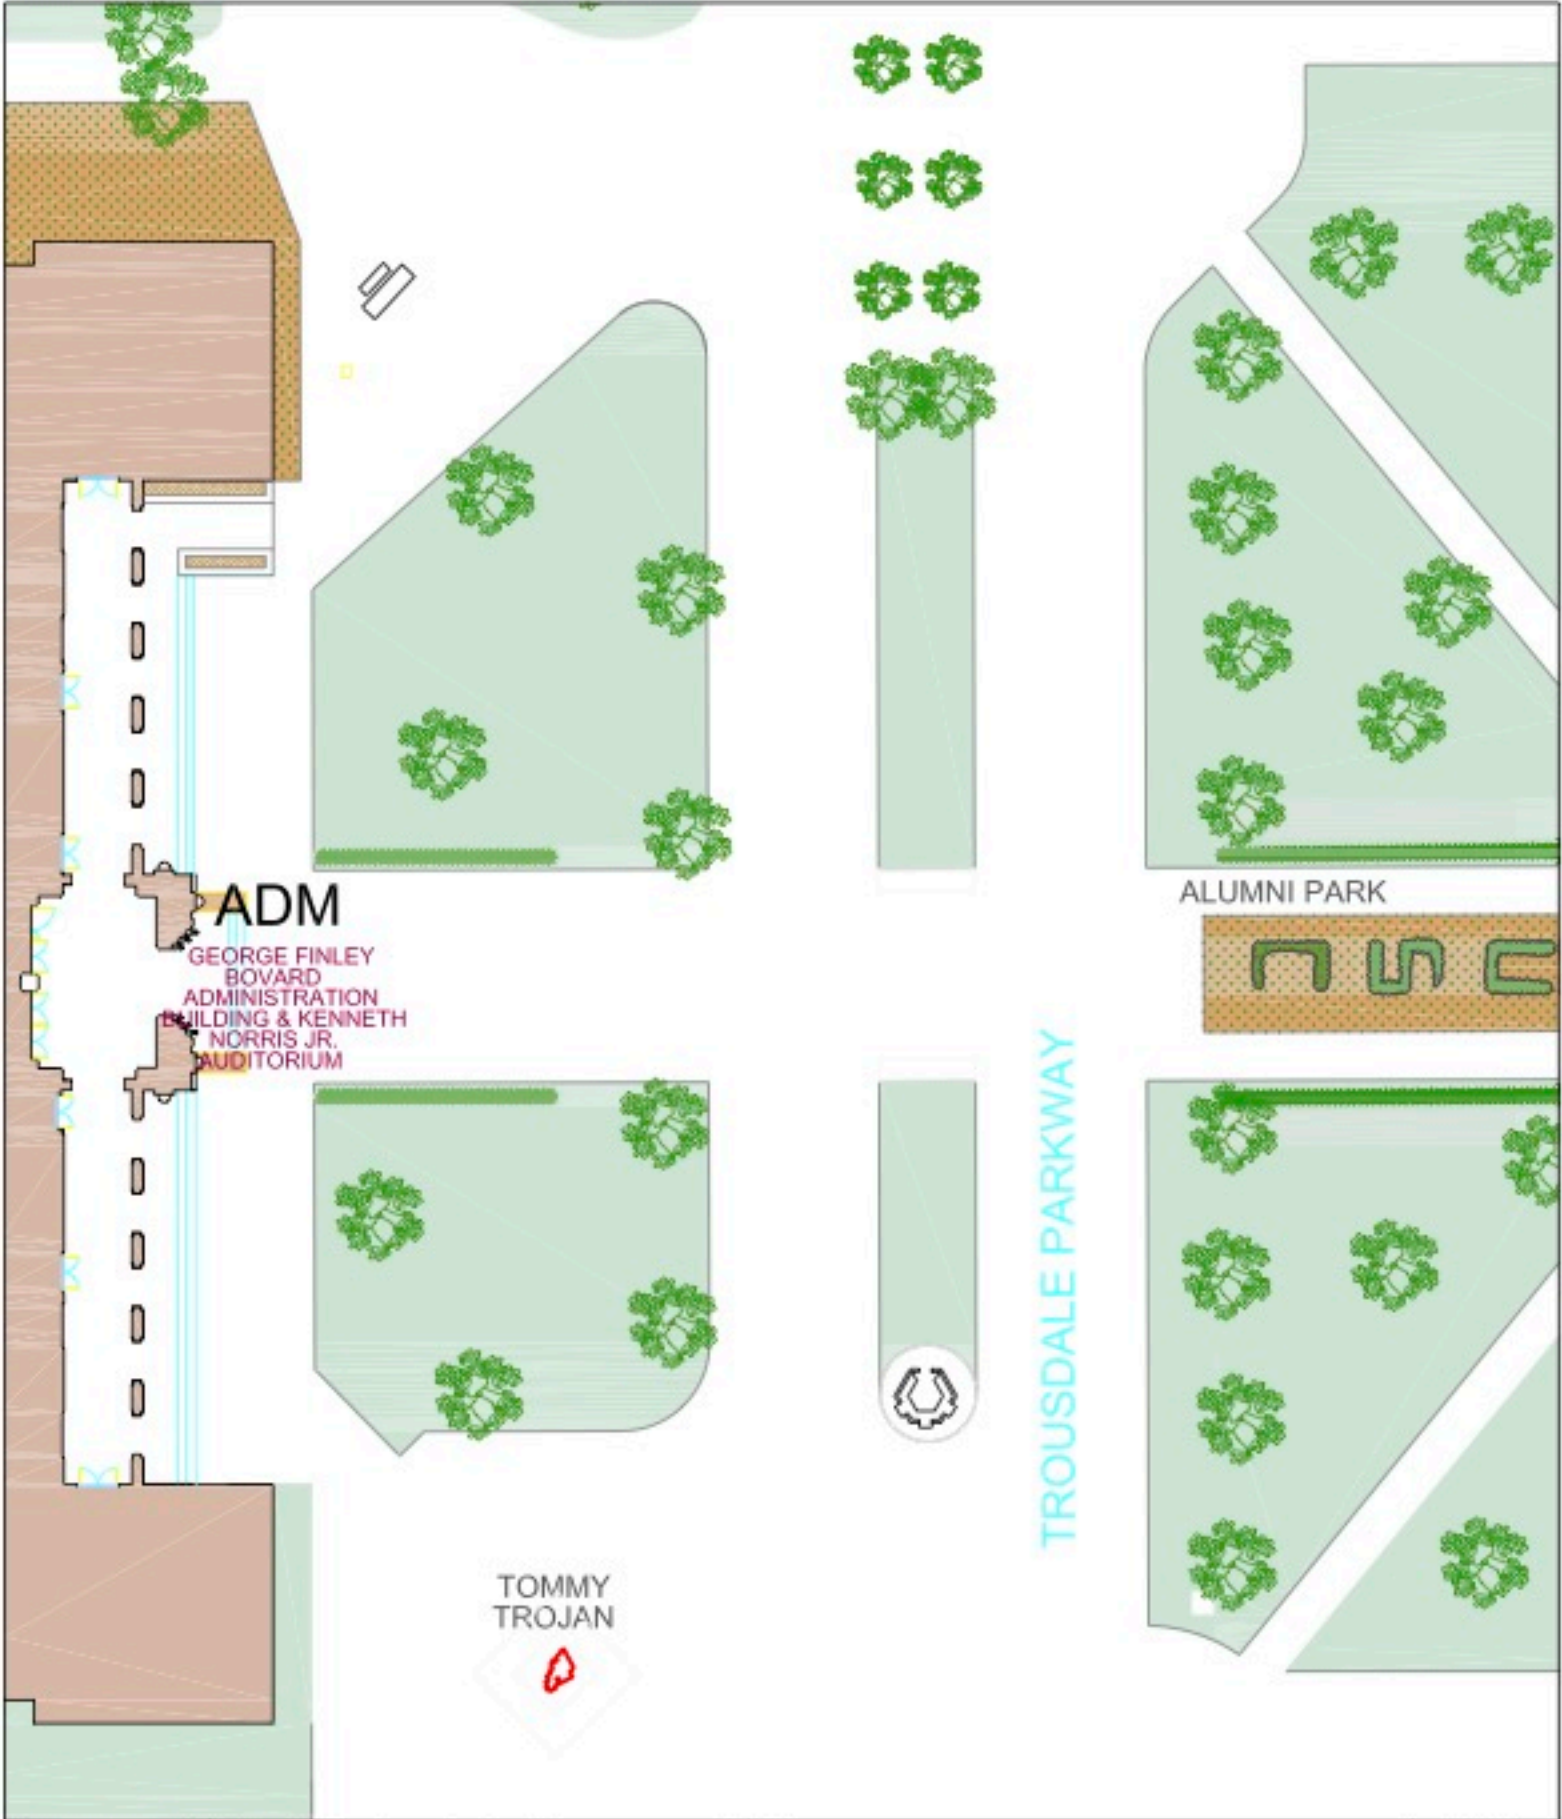 ADM
GEORGE FINLEY
BOVARD
ADMINISTRATION
BUILDING & KENNETH
NORRIS JR.
AUDITORIUM
ALUMNI PARK
USC
TROUSDALE PARKWAY
TOMMY
TROJAN